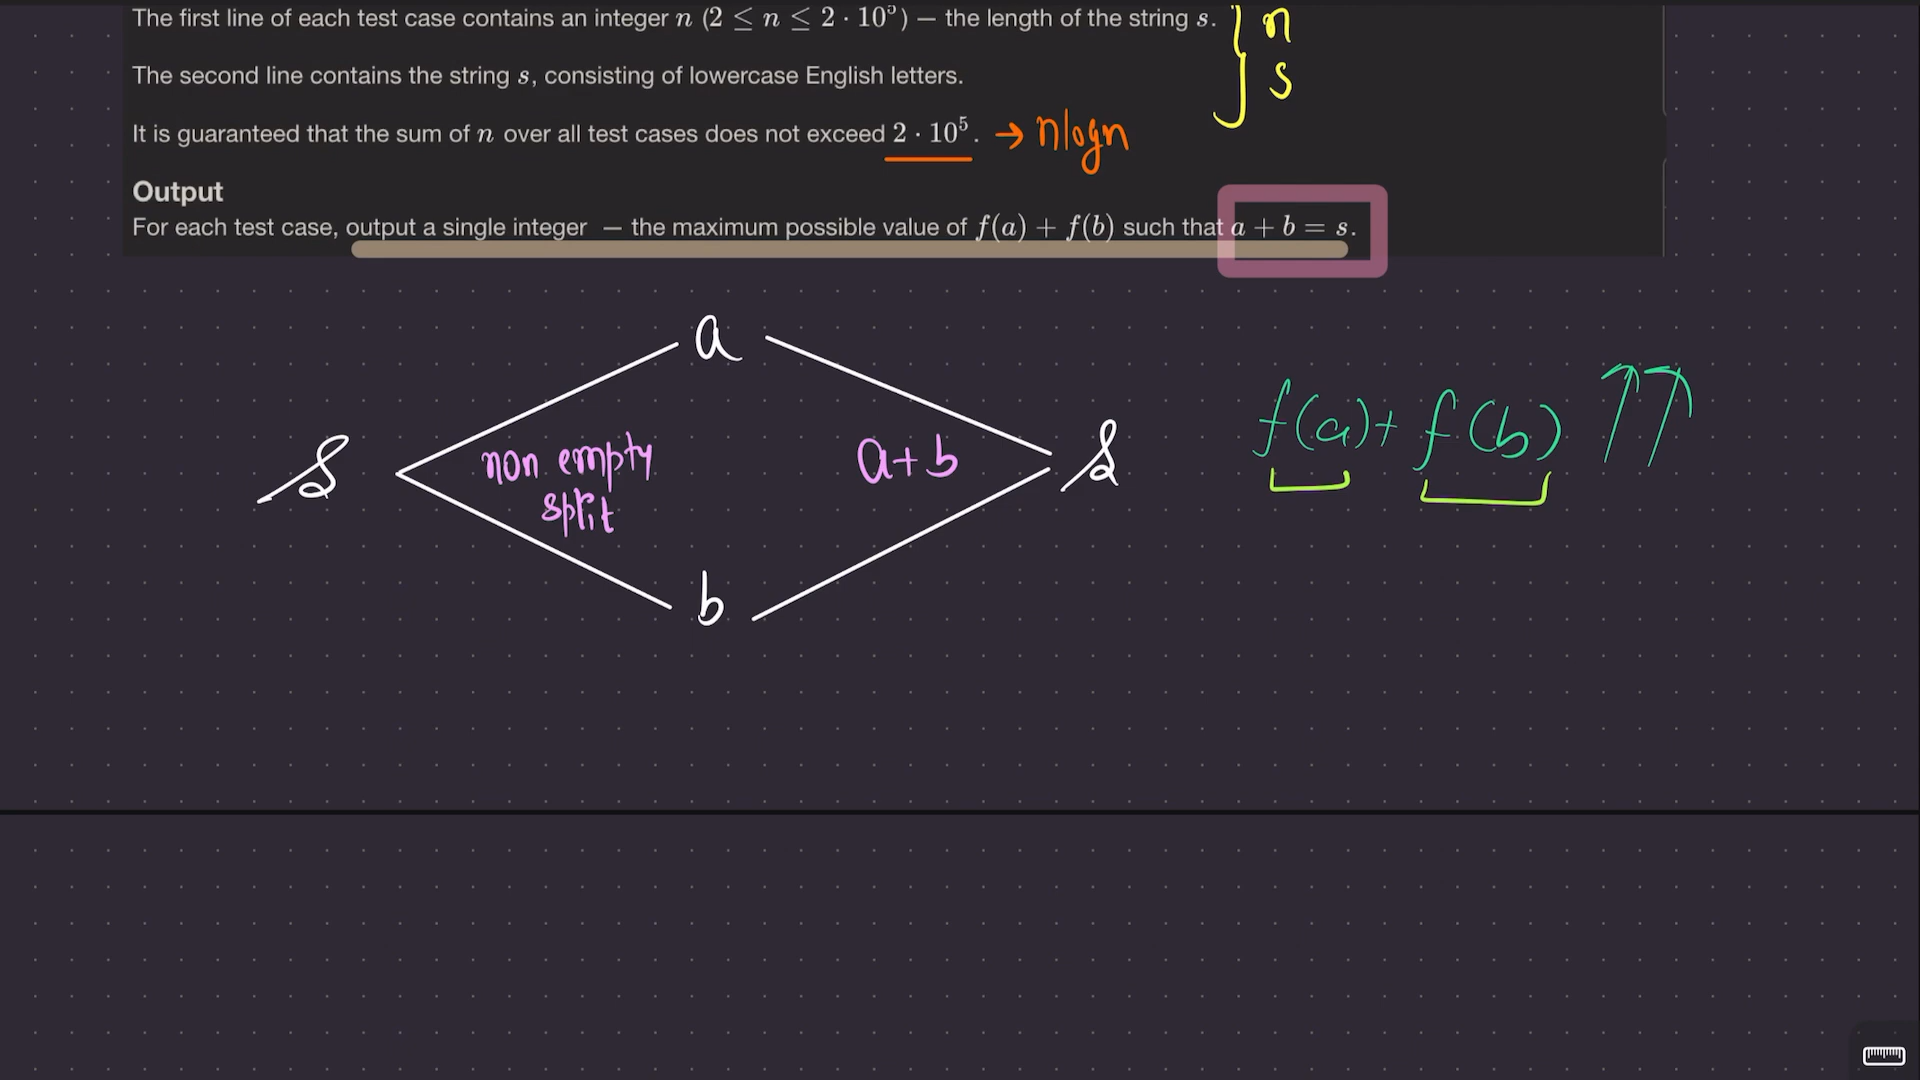 The first line of each test case contains an integer n (2 ≤ n ≤ 2 · 10⁵) — the length of the string s. n
The second line contains the string s, consisting of lowercase English letters. s
It is guaranteed that the sum of n over all test cases does not exceed 2 · 10⁵. → nlogn
Output
For each test case, output a single integer — the maximum possible value of f(a) + f(b) such that a + b = s.
a
f(a) + f(b) ↑↑
S non empty a+b S
split
b